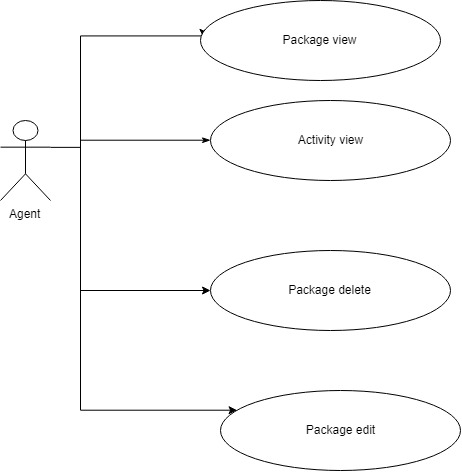 Package view
Activity view
Agent
Package delete
Package edit